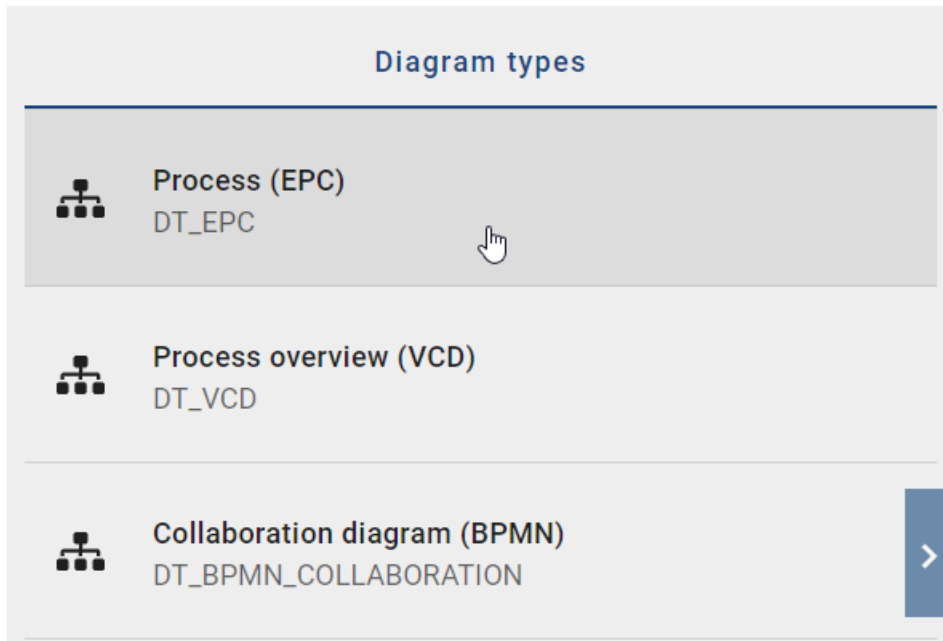 Diagram types
Process (EPC)
DT_EPC
Process overview (VCD)
DT_VCD
Collaboration diagram (BPMN)
DT_BPMN_COLLABORATION